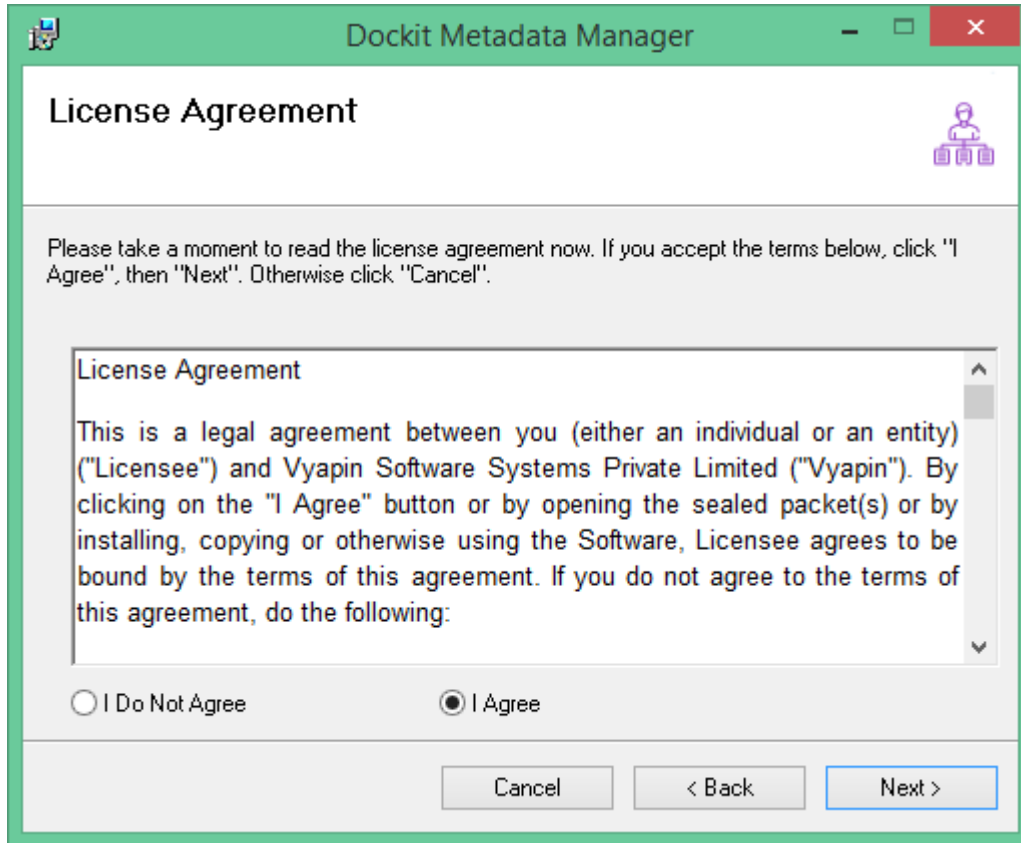 Dockit Metadata Manager
License Agreement
Please take a moment to read the license agreement now. If you accept the terms below, click "I
Agree", then "Next". Otherwise click "Cancel".
License Agreement
This is a legal agreement between you (either an individual or an entity)
("Licensee") and Vyapin Software Systems Private Limited ("Vyapin"). By
clicking on the "I Agree" button or by opening the sealed packet(s) or by
installing, copying or otherwise using the Software, Licensee agrees to be
bound by the terms of this agreement. If you do not agree to the terms of
this agreement, do the following:
I Do Not Agree
I Agree
Cancel
< Back
Next >